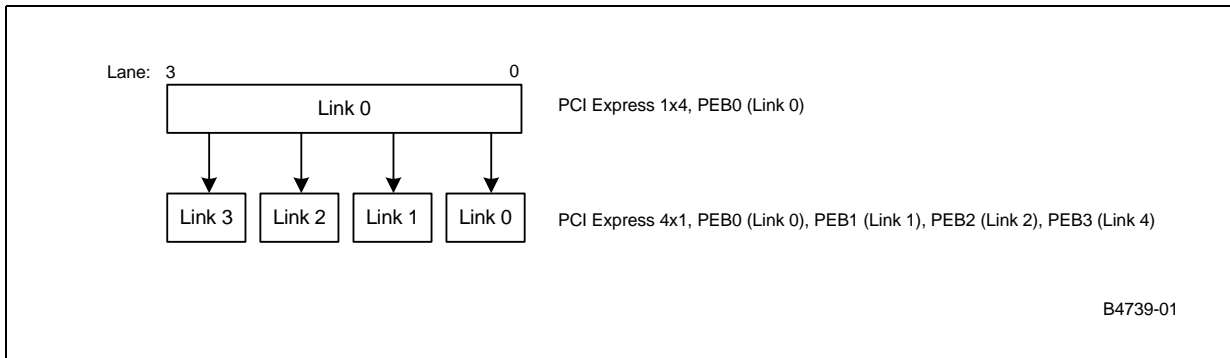 Lane: 3 0
Link 0
PCI Express 1x4, PEB0 (Link 0)
Link 3 Link 2 Link 1 Link 0
PCI Express 4x1, PEB0 (Link 0), PEB1 (Link 1), PEB2 (Link 2), PEB3 (Link 4)
B4739-01